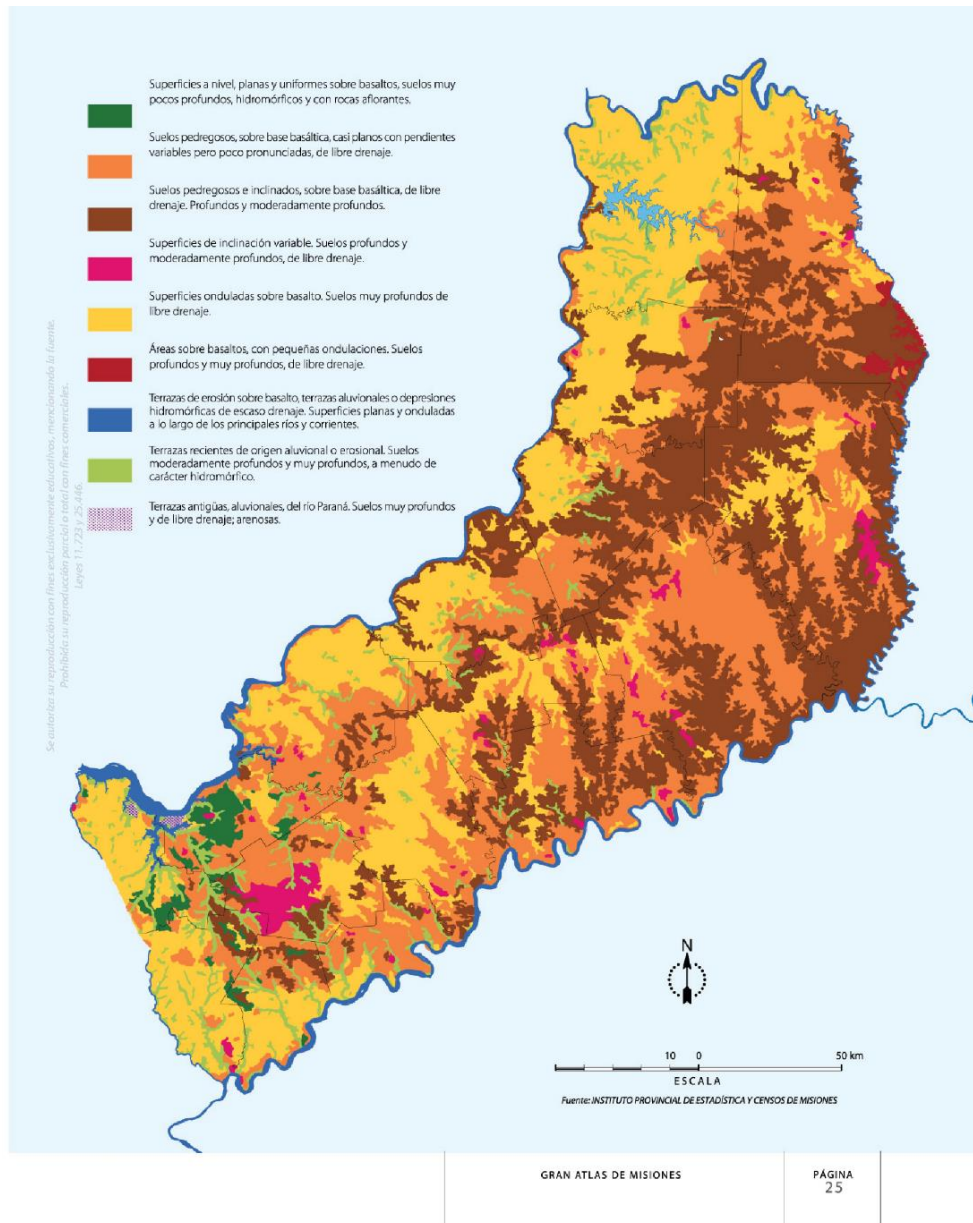 Superficies a nivel, planas y uniformes sobre basaltos, suelos muy
pocos profundos, hidromórficos y con rocas aflorantes.
Suelos pedregosos, sobre base basáltica, casi planos con pendientes
variables pero poco pronunciadas, de libre drenaje.
Suelos pedregosos e inclinados, sobre base basáltica, de libre
drenaje. Profundos y moderadamente profundos.
Superficies de inclinación variable. Suelos profundos y
moderadamente profundos, de libre drenaje.
Superficies onduladas sobre basalto. Suelos muy profundos de
libre drenaje.
Áreas sobre basaltos, con pequeñas ondulaciones. Suelos
profundos y muy profundos, de libre drenaje.
Terrazas de erosión sobre basalto, terrazas aluvionales o depresiones
hidromórficas de escaso drenaje. Superficies planas y onduladas
a lo largo de los principales ríos y corrientes.
Terrazas recientes de origen aluvional o erosional. Suelos
moderadamente profundos y muy profundos, a menudo de
carácter hidromórfico.
Terrazas antigüas, aluvionales, del río Paraná. Suelos muy profundos
y de libre drenaje; arenosas.
Se autoriza su reproducción con fines exclusivamente educativos, mencionando la fuente.
Prohibida su reproducción parcial o total con fines comerciales.
Leyes 11.723 y 25.446.
N
10 0 50 km
ESCALA
Fuente: INSTITUTO PROVINCIAL DE ESTADÍSTICA Y CENSOS DE MISIONES
GRAN ATLAS DE MISIONES
PÁGINA
25